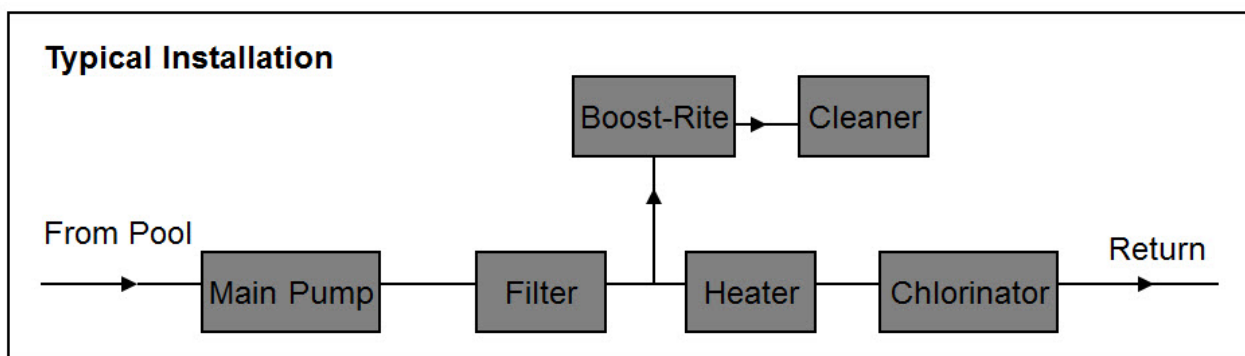 Typical Installation
Boost-Rite
Cleaner
From Pool
Return
Main Pump
Filter
Heater
Chlorinator